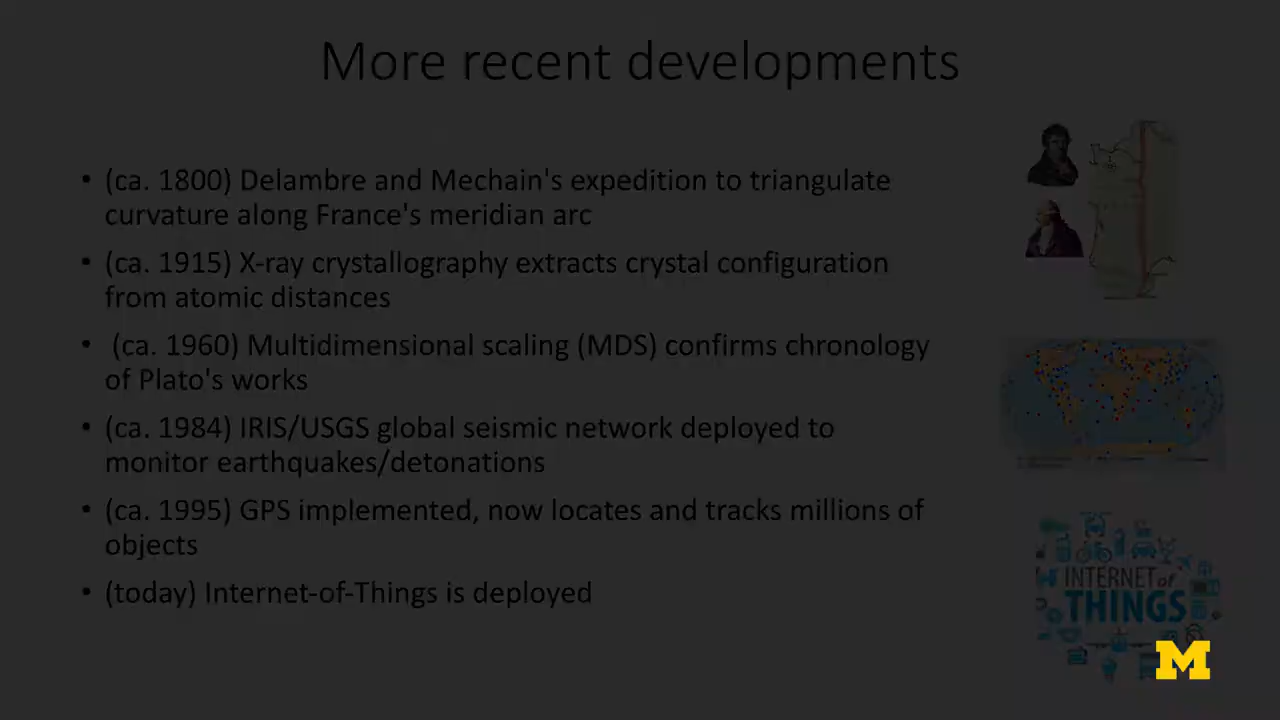 More recent developments
• (ca. 1800) Delambre and Mechain's expedition to triangulate
curvature along France's meridian arc
• (ca. 1915) X-ray crystallography extracts crystal configuration
from atomic distances
• (ca. 1960) Multidimensional scaling (MDS) confirms chronology
of Plato's works
• (ca. 1984) IRIS/USGS global seismic network deployed to
monitor earthquakes/detonations
• (ca. 1995) GPS implemented, now locates and tracks millions of
objects
• (today) Internet-of-Things is deployed
INTERNET of
THINGS
M